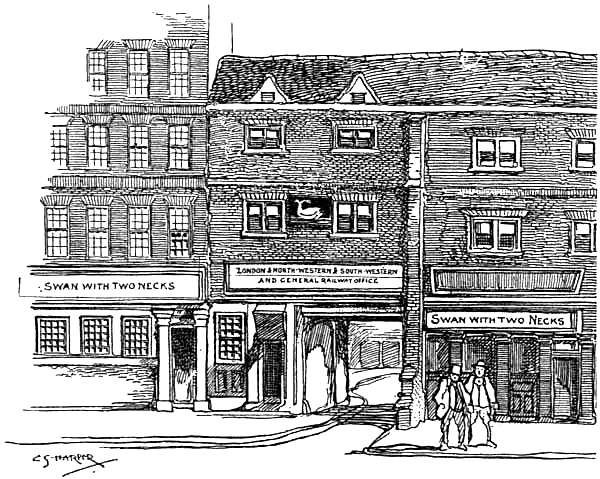 SWAN WITH TWO NECKS
LONDON & NORTH-WESTERN & SOUTH-WESTERN
AND GENERAL RAILWAY OFFICE
SWAN WITH TWO NECKS
C G HARPER